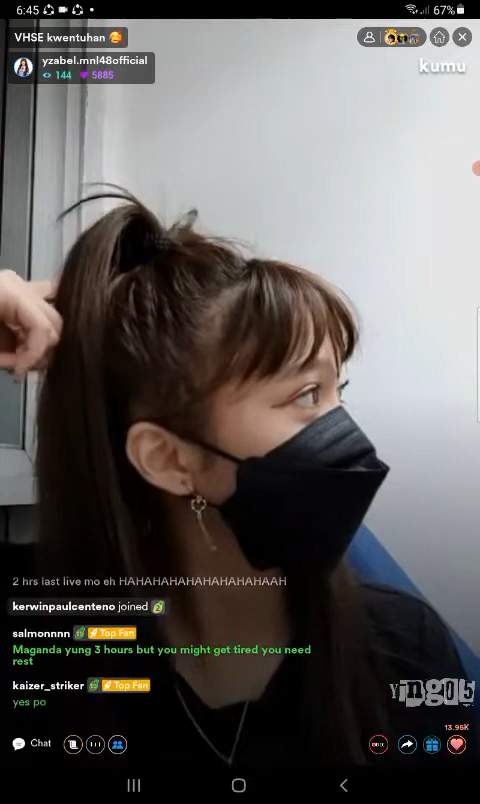 6:45
67%
VHSE kwentuhan 🥰
yzabel.mnl48official
144 5885
kumu
2 hrs last live mo eh HAHAHAHAHAHAHAHAHAAH
kerwinpaulcenteno joined 2
salmonnnn Top Fan
Maganda yung 3 hours but you might get tired you need
rest
kaizer_striker Top Fan
yes po
Yng05
13.95K
Chat